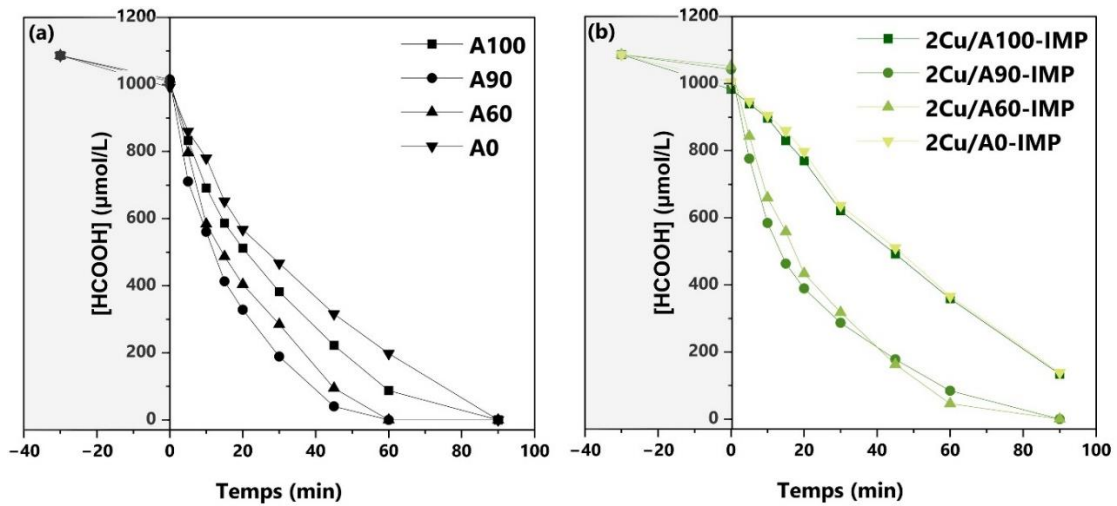 (a)
A100
A90
A60
A0
[HCOOH] (µmol/L)
1200
1000
800
600
400
200
0
−40 −20 0 20 40 60 80 100
Temps (min)
(b)
2Cu/A100-IMP
2Cu/A90-IMP
2Cu/A60-IMP
2Cu/A0-IMP
[HCOOH] (µmol/L)
1200
1000
800
600
400
200
0
−40 −20 0 20 40 60 80 100
Temps (min)